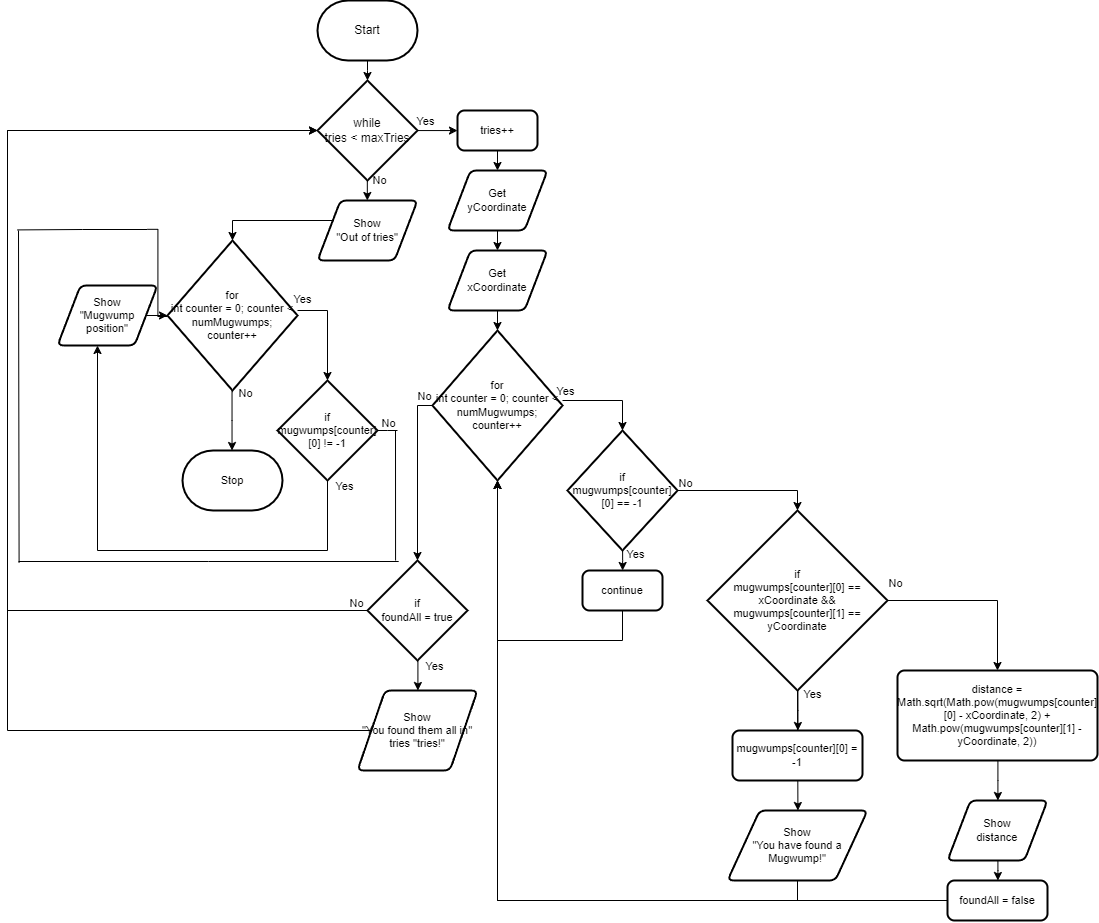 Start
while
tries < maxTries
Yes
tries++
No
Get
yCoordinate
Show
"Out of tries"
Get
xCoordinate
for
int counter = 0; counter <
numMugwumps;
counter++
Yes
Show
"Mugwump
position"
No
if
mugwumps[counter]
[0] != -1
No
Yes
Stop
for
int counter = 0; counter <
numMugwumps;
counter++
No
Yes
if
mugwumps[counter]
[0] == -1
No
Yes
continue
if
mugwumps[counter][0] ==
xCoordinate &&
mugwumps[counter][1] ==
yCoordinate
No
Yes
if
foundAll = true
No
Yes
Show
"You found them all in"
tries "tries!"
mugwumps[counter][0] =
-1
distance =
Math.sqrt(Math.pow(mugwumps[counter]
[0] - xCoordinate, 2) +
Math.pow(mugwumps[counter][1] -
yCoordinate, 2))
Show
"You have found a
Mugwump!"
Show
distance
foundAll = false